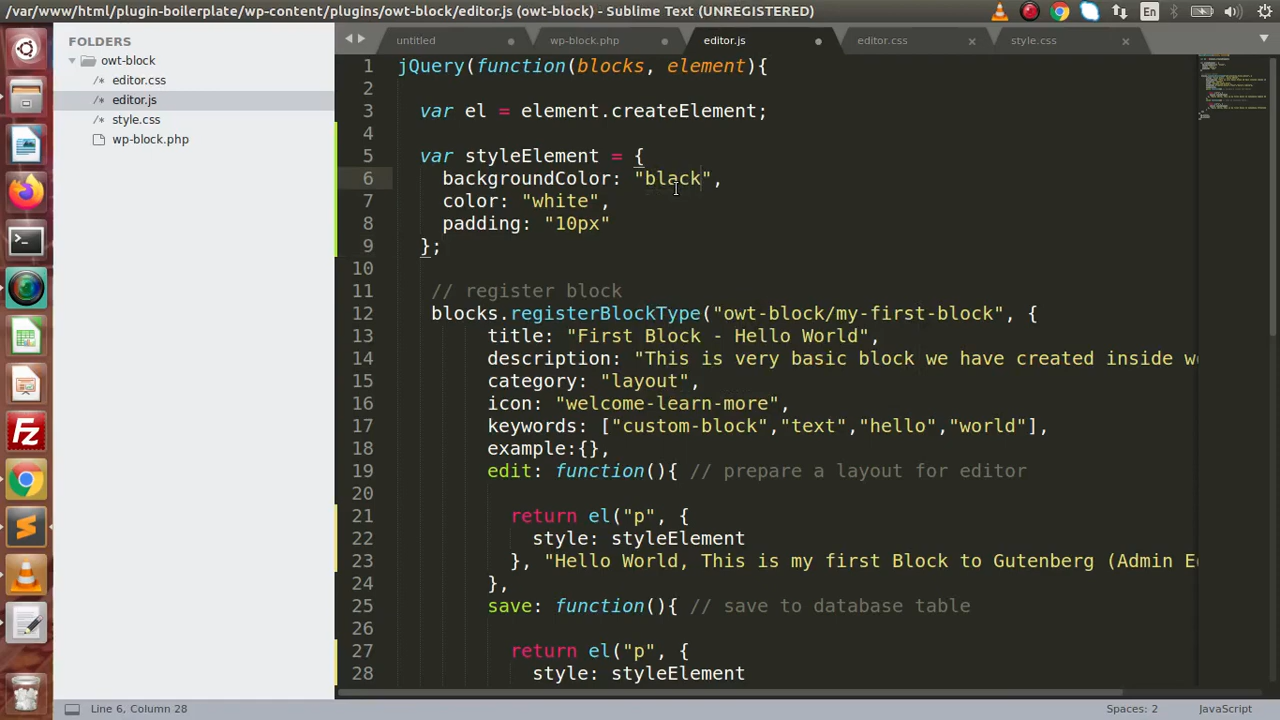 /var/www/html/plugin-boilerplate/wp-content/plugins/owt-block/editor.js (owt-block) - Sublime Text (UNREGISTERED)
En
FOLDERS
owt-block
/* editor.css
/* editor.js
/* style.css
wp-block.php
untitled
wp-block.php
editor.js
editor.css
style.css
1 jQuery(function(blocks, element){
2
3 var el = element.createElement;
4
5 var styleElement = {
6 backgroundColor: "black",
7 color: "white",
8 padding: "10px"
9 };
10
11 // register block
12 blocks.registerBlockType("owt-block/my-first-block", {
13 title: "First Block - Hello World",
14 description: "This is very basic block we have created inside w
15 category: "layout",
16 icon: "welcome-learn-more",
17 keywords: ["custom-block","text","hello","world"],
18 example:{},
19 edit: function(){ // prepare a layout for editor
20
21 return el("p", {
22 style: styleElement
23 }, "Hello World, This is my first Block to Gutenberg (Admin E
24 },
25 save: function(){ // save to database table
26
27 return el("p", {
28 style: styleElement
Line 6, Column 28
Spaces: 2
JavaScript